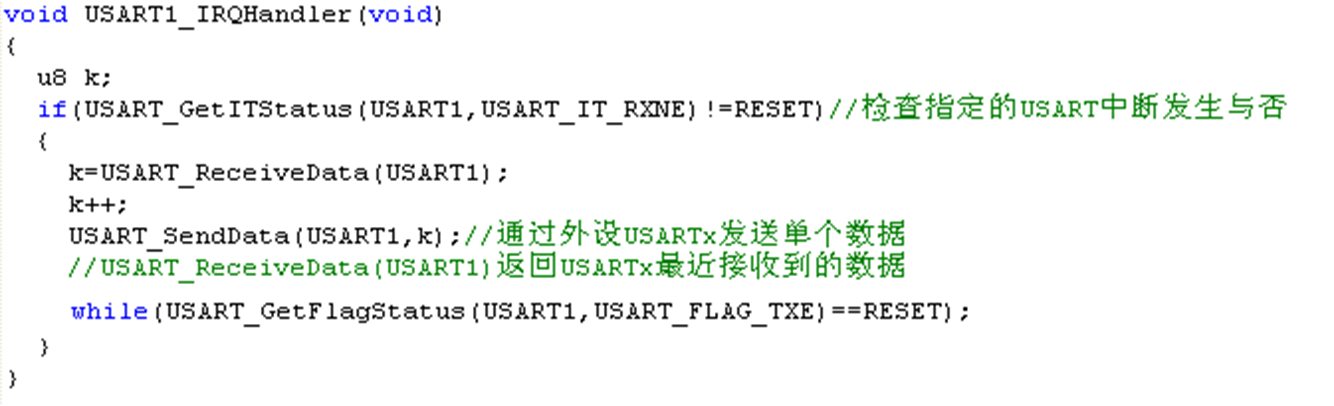 void USART1_IRQHandler(void)
{
u8 k;
if(USART_GetITStatus(USART1,USART_IT_RXNE)!=RESET)//检查指定的USART中断发生与否
{
k=USART_ReceiveData(USART1);
k++;
USART_SendData(USART1,k);//通过外设USARTx发送单个数据
//USART_ReceiveData(USART1)返回USARTx最近接收到的数据
while(USART_GetFlagStatus(USART1,USART_FLAG_TXE)==RESET);
}
}